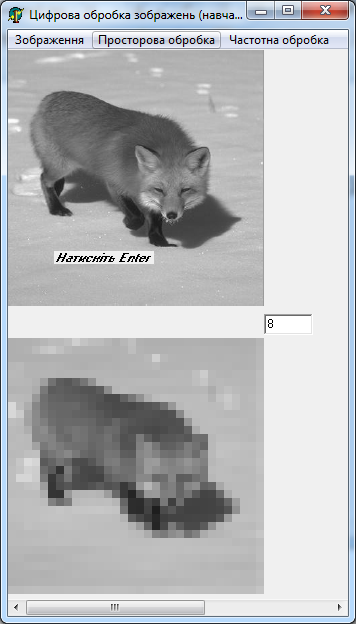 Цифрова обробка зображень (навча...
Зображення Просторова обробка Частотна обробка
Натисніть Enter
8